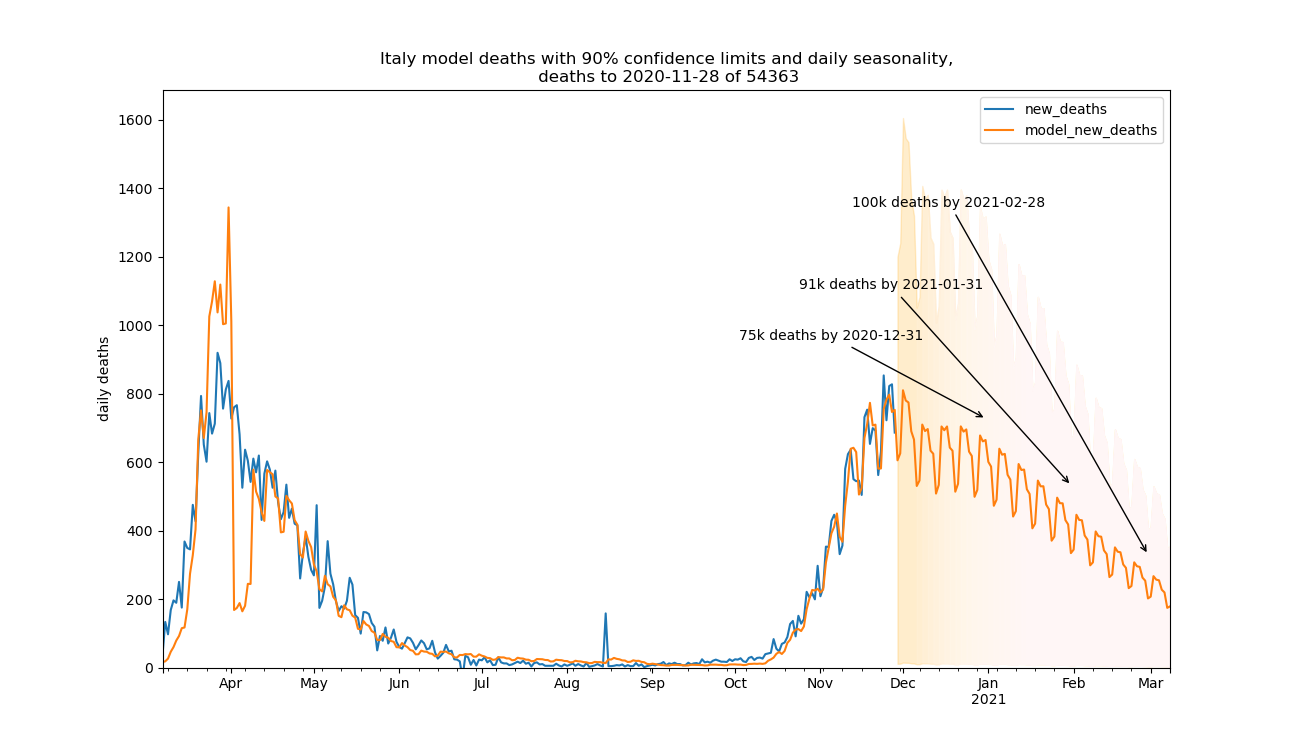 Italy model deaths with 90% confidence limits and daily seasonality,
deaths to 2020-11-28 of 54363
new_deaths
model_new_deaths
daily deaths
1600
1400
1200
1000
800
600
400
200
0
100k deaths by 2021-02-28
91k deaths by 2021-01-31
75k deaths by 2020-12-31
Apr May Jun Jul Aug Sep Oct Nov Dec Jan Feb Mar
2021